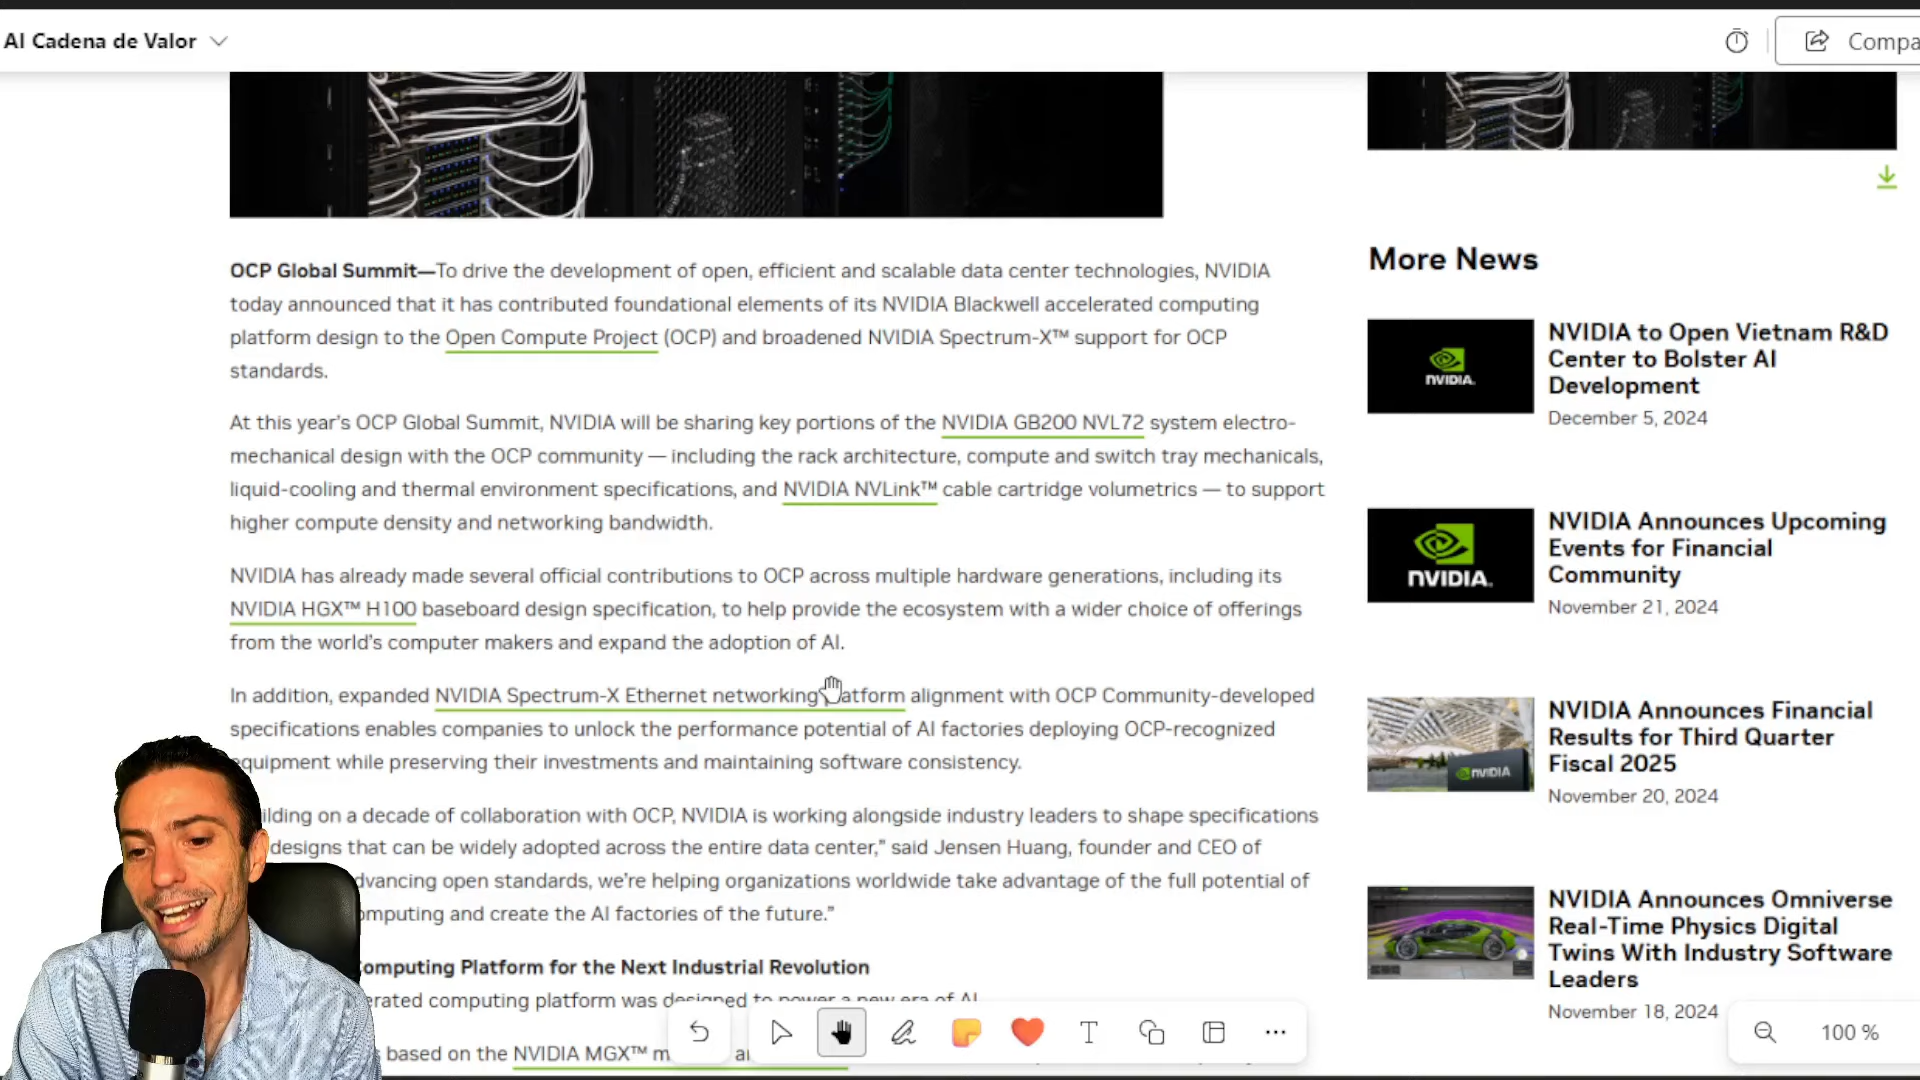 AI Cadena de Valor
Compa
OCP Global Summit—To drive the development of open, efficient and scalable data center technologies, NVIDIA
today announced that it has contributed foundational elements of its NVIDIA Blackwell accelerated computing
platform design to the Open Compute Project (OCP) and broadened NVIDIA Spectrum-X™ support for OCP
standards.
At this year's OCP Global Summit, NVIDIA will be sharing key portions of the NVIDIA GB200 NVL72 system electro-
mechanical design with the OCP community — including the rack architecture, compute and switch tray mechanicals,
liquid-cooling and thermal environment specifications, and NVIDIA NVLink™ cable cartridge volumetrics — to support
higher compute density and networking bandwidth.
NVIDIA has already made several official contributions to OCP across multiple hardware generations, including its
NVIDIA HGX™ H100 baseboard design specification, to help provide the ecosystem with a wider choice of offerings
from the world's computer makers and expand the adoption of AI.
In addition, expanded NVIDIA Spectrum-X Ethernet networking platform alignment with OCP Community-developed
specifications enables companies to unlock the performance potential of AI factories deploying OCP-recognized
equipment while preserving their investments and maintaining software consistency.
ilding on a decade of collaboration with OCP, NVIDIA is working alongside industry leaders to shape specifications
designs that can be widely adopted across the entire data center,” said Jensen Huang, founder and CEO of
dvancing open standards, we're helping organizations worldwide take advantage of the full potential of
omputing and create the AI factories of the future.”
omputing Platform for the Next Industrial Revolution
erated computing platform was designed to power a new era of AI.
based on the NVIDIA MGX™ m
More News
NVIDIA.
NVIDIA to Open Vietnam R&D
Center to Bolster AI
Development
December 5, 2024
NVIDIA.
NVIDIA Announces Upcoming
Events for Financial
Community
November 21, 2024
NVIDIA
NVIDIA Announces Financial
Results for Third Quarter
Fiscal 2025
November 20, 2024
NVIDIA Announces Omniverse
Real-Time Physics Digital
Twins With Industry Software
Leaders
November 18, 2024
T
100 %